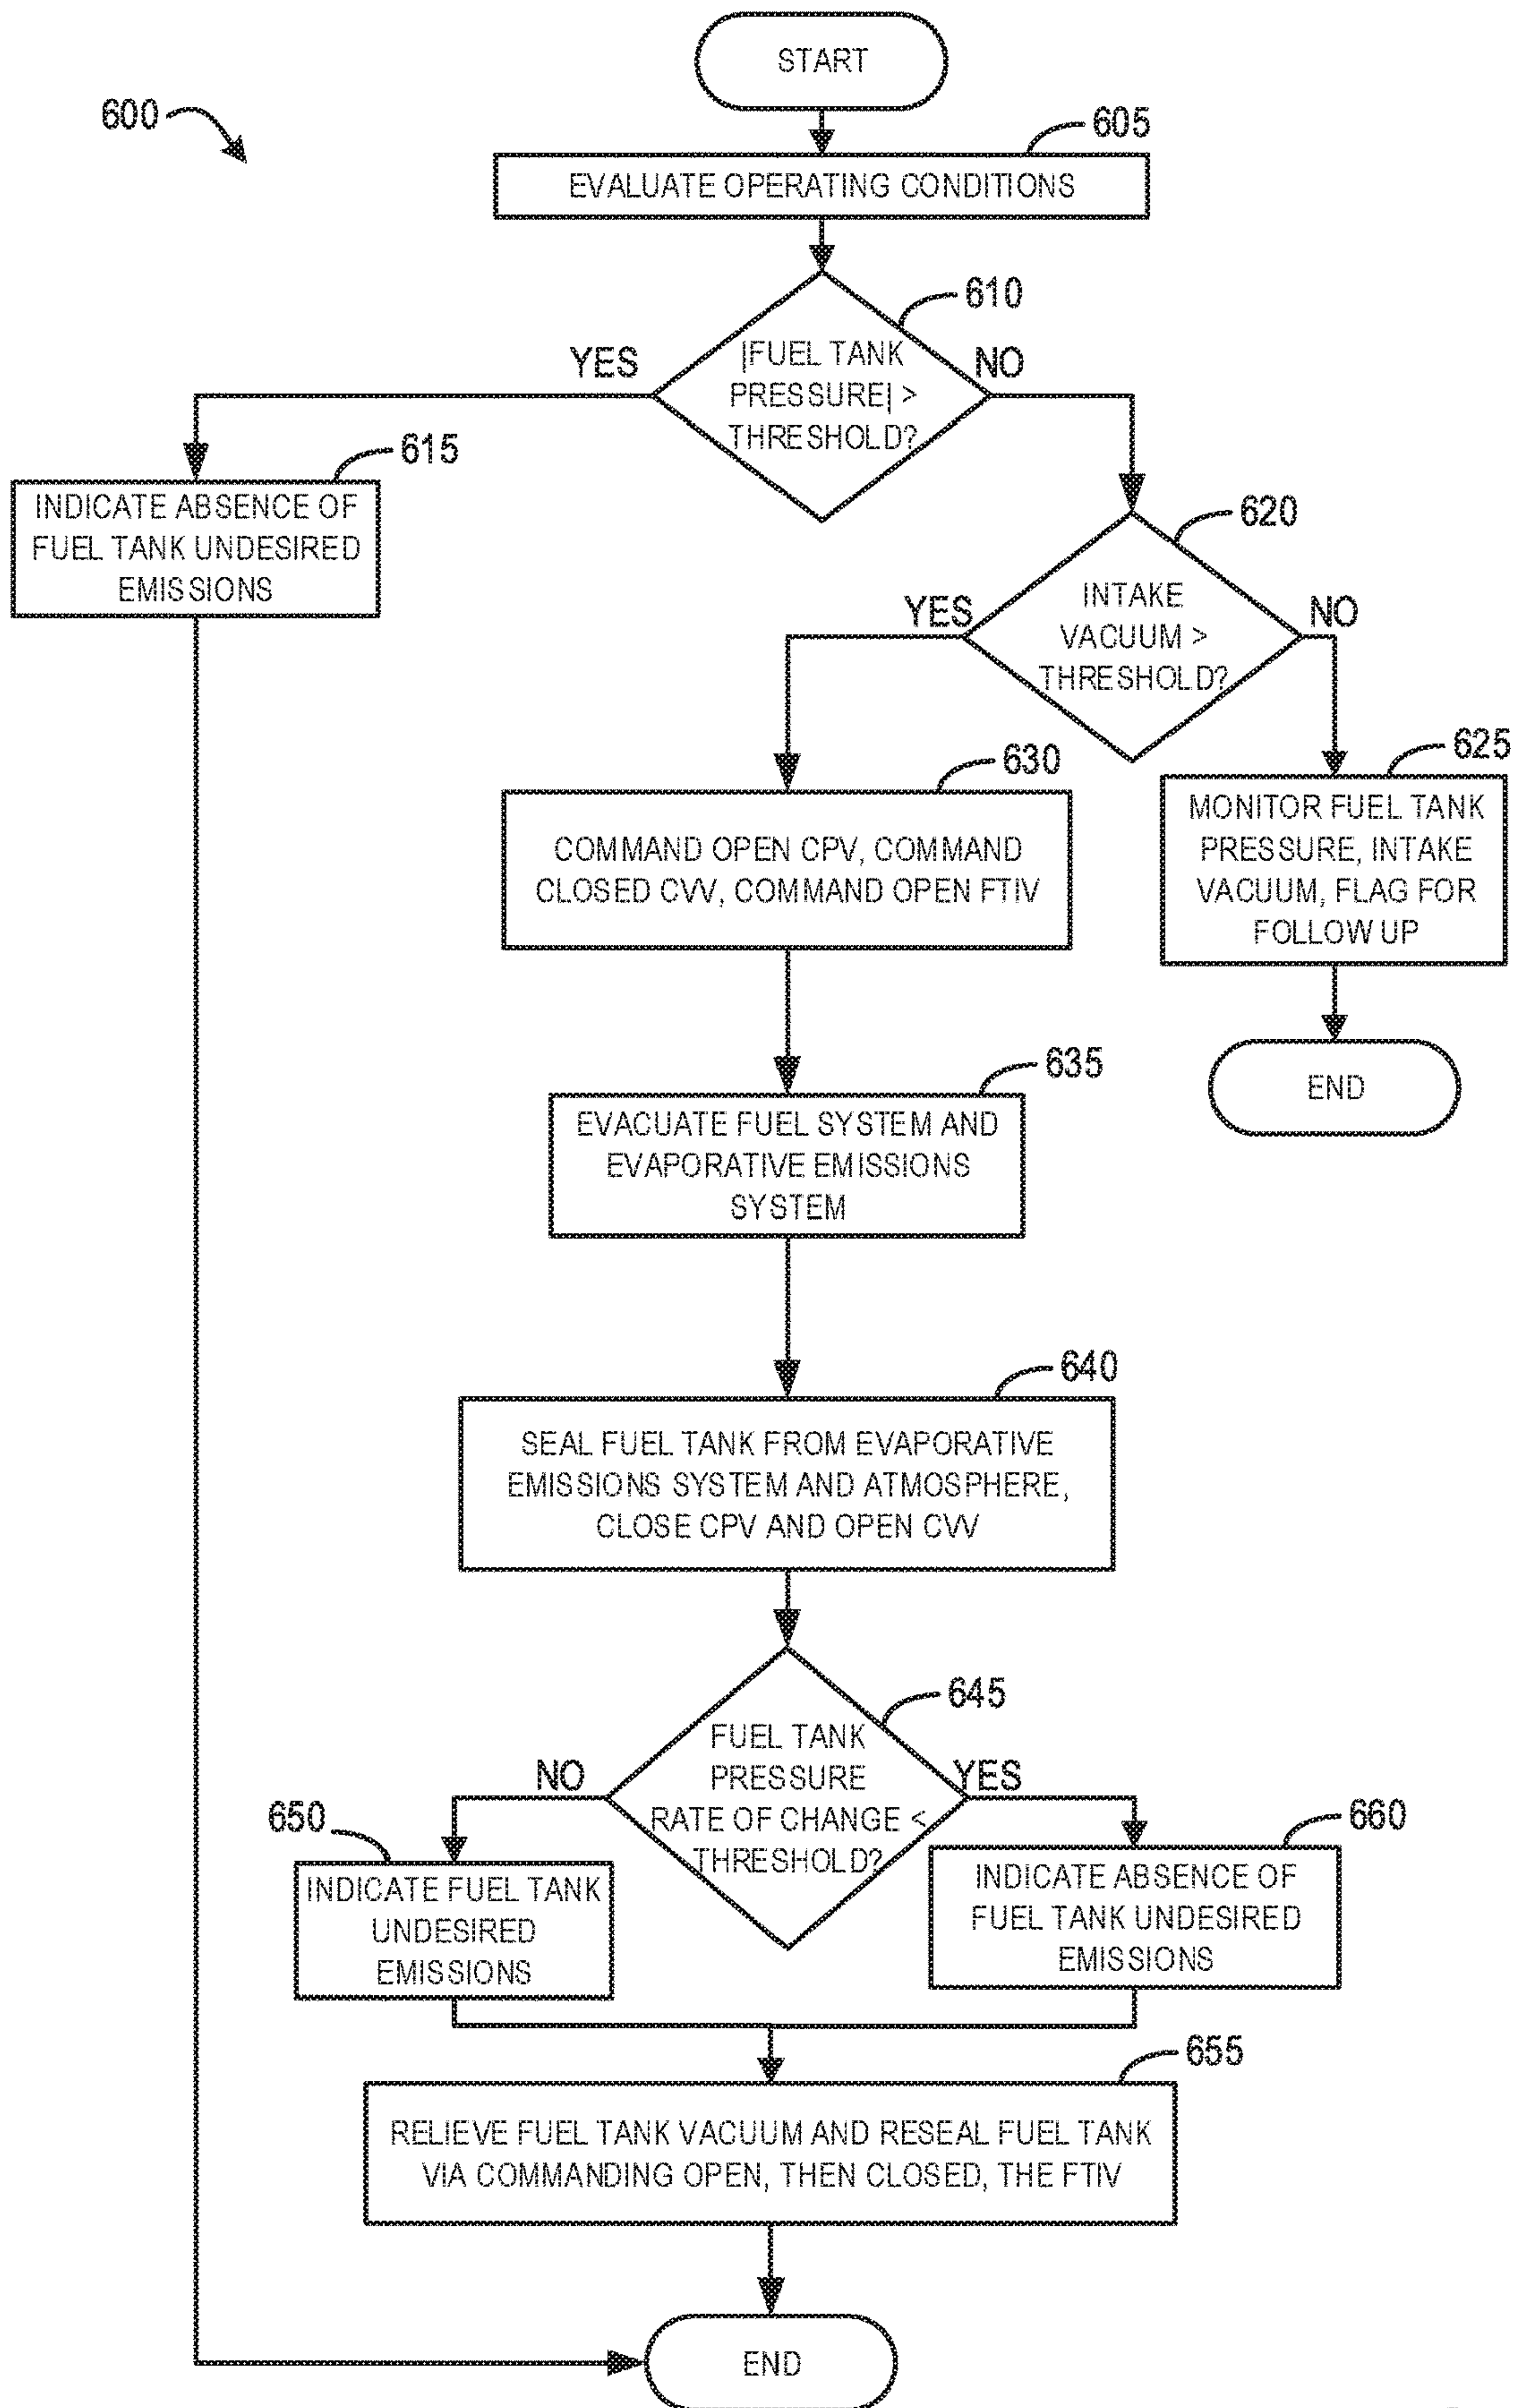 START
600
605
EVALUATE OPERATING CONDITIONS
610
YES
|FUEL TANK
PRESSURE| >
THRESHOLD?
NO
615
INDICATE ABSENCE OF
FUEL TANK UNDESIRED
EMISSIONS
620
YES
INTAKE
VACUUM >
THRESHOLD?
NO
625
MONITOR FUEL TANK
PRESSURE, INTAKE
VACUUM, FLAG FOR
FOLLOW UP
END
630
COMMAND OPEN CPV, COMMAND
CLOSED CVV, COMMAND OPEN FTIV
635
EVACUATE FUEL SYSTEM AND
EVAPORATIVE EMISSIONS
SYSTEM
640
SEAL FUEL TANK FROM EVAPORATIVE
EMISSIONS SYSTEM AND ATMOSPHERE,
CLOSE CPV AND OPEN CVV
645
NO
FUEL TANK
PRESSURE
RATE OF CHANGE <
THRESHOLD?
YES
650
INDICATE FUEL TANK
UNDESIRED
EMISSIONS
660
INDICATE ABSENCE OF
FUEL TANK UNDESIRED
EMISSIONS
655
RELIEVE FUEL TANK VACUUM AND RESEAL FUEL TANK
VIA COMMANDING OPEN, THEN CLOSED, THE FTIV
END